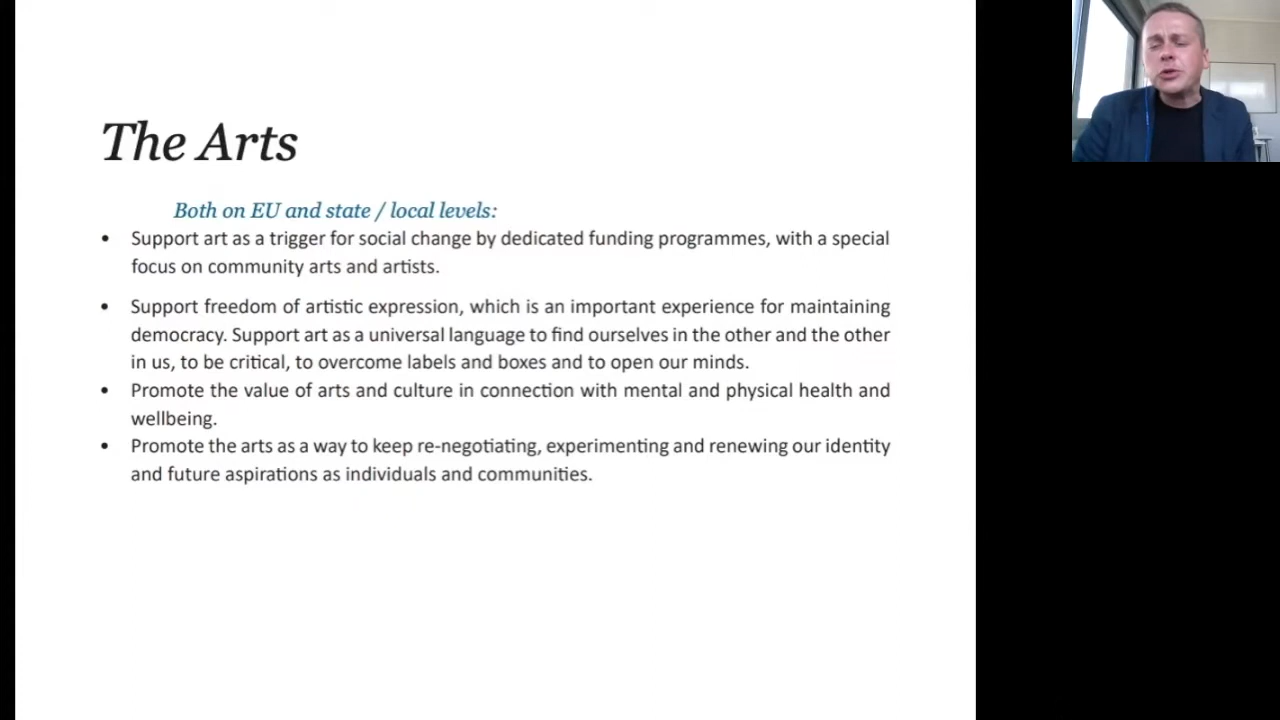 The Arts
Both on EU and state / local levels:
• Support art as a trigger for social change by dedicated funding programmes, with a special
focus on community arts and artists.
• Support freedom of artistic expression, which is an important experience for maintaining
democracy. Support art as a universal language to find ourselves in the other and the other
in us, to be critical, to overcome labels and boxes and to open our minds.
• Promote the value of arts and culture in connection with mental and physical health and
wellbeing.
• Promote the arts as a way to keep re-negotiating, experimenting and renewing our identity
and future aspirations as individuals and communities.